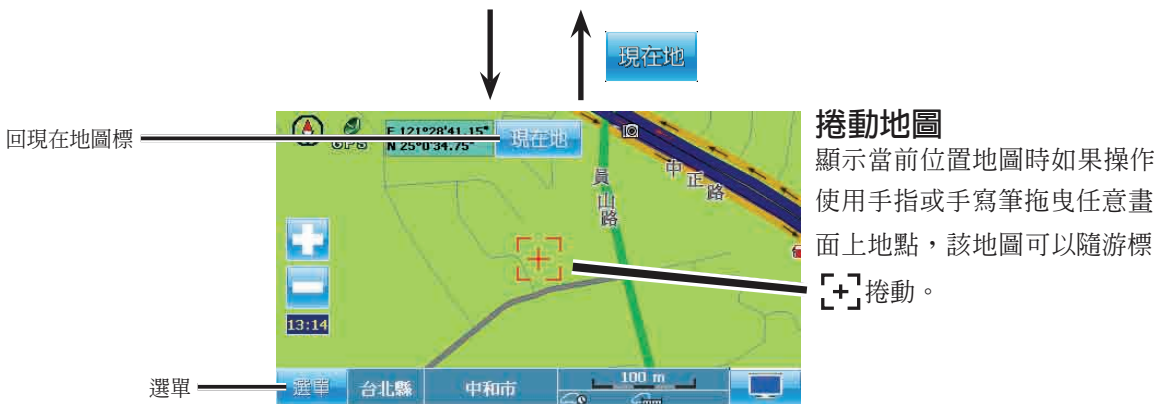 現在地
回現在地圖標
GPS
E 121°28'41.15"
N 25°0'34.75"
現在地
員山路
中正路
13:14
選單
選單
台北縣
中和市
100 m
捲動地圖
顯示當前位置地圖時如果操作
使用手指或手寫筆拖曳任意畫
面上地點，該地圖可以隨游標
[+]捲動。